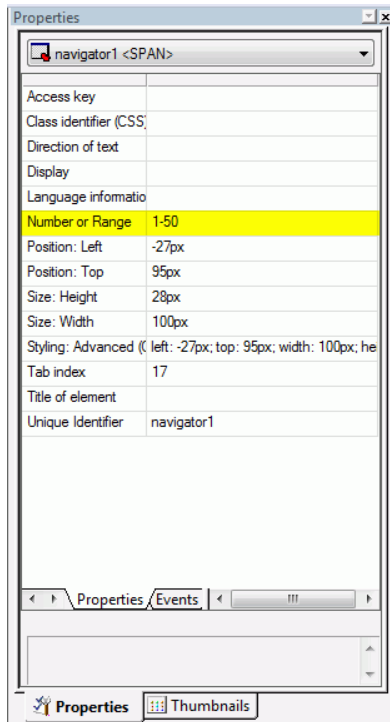 Properties
navigator1 <SPAN>
Access key
Class identifier (CSS)
Direction of text
Display
Language informatio
Number or Range 1-50
Position: Left -27px
Position: Top 95px
Size: Height 28px
Size: Width 100px
Styling: Advanced (C left: -27px; top: 95px; width: 100px; he
Tab index 17
Title of element
Unique Identifier navigator1
Properties Events
Properties Thumbnails